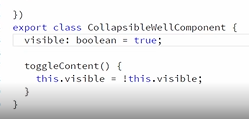 })
export class CollapsibleWellComponent {
  visible: boolean = true;

  toggleContent() {
    this.visible = !this.visible;
  }
}